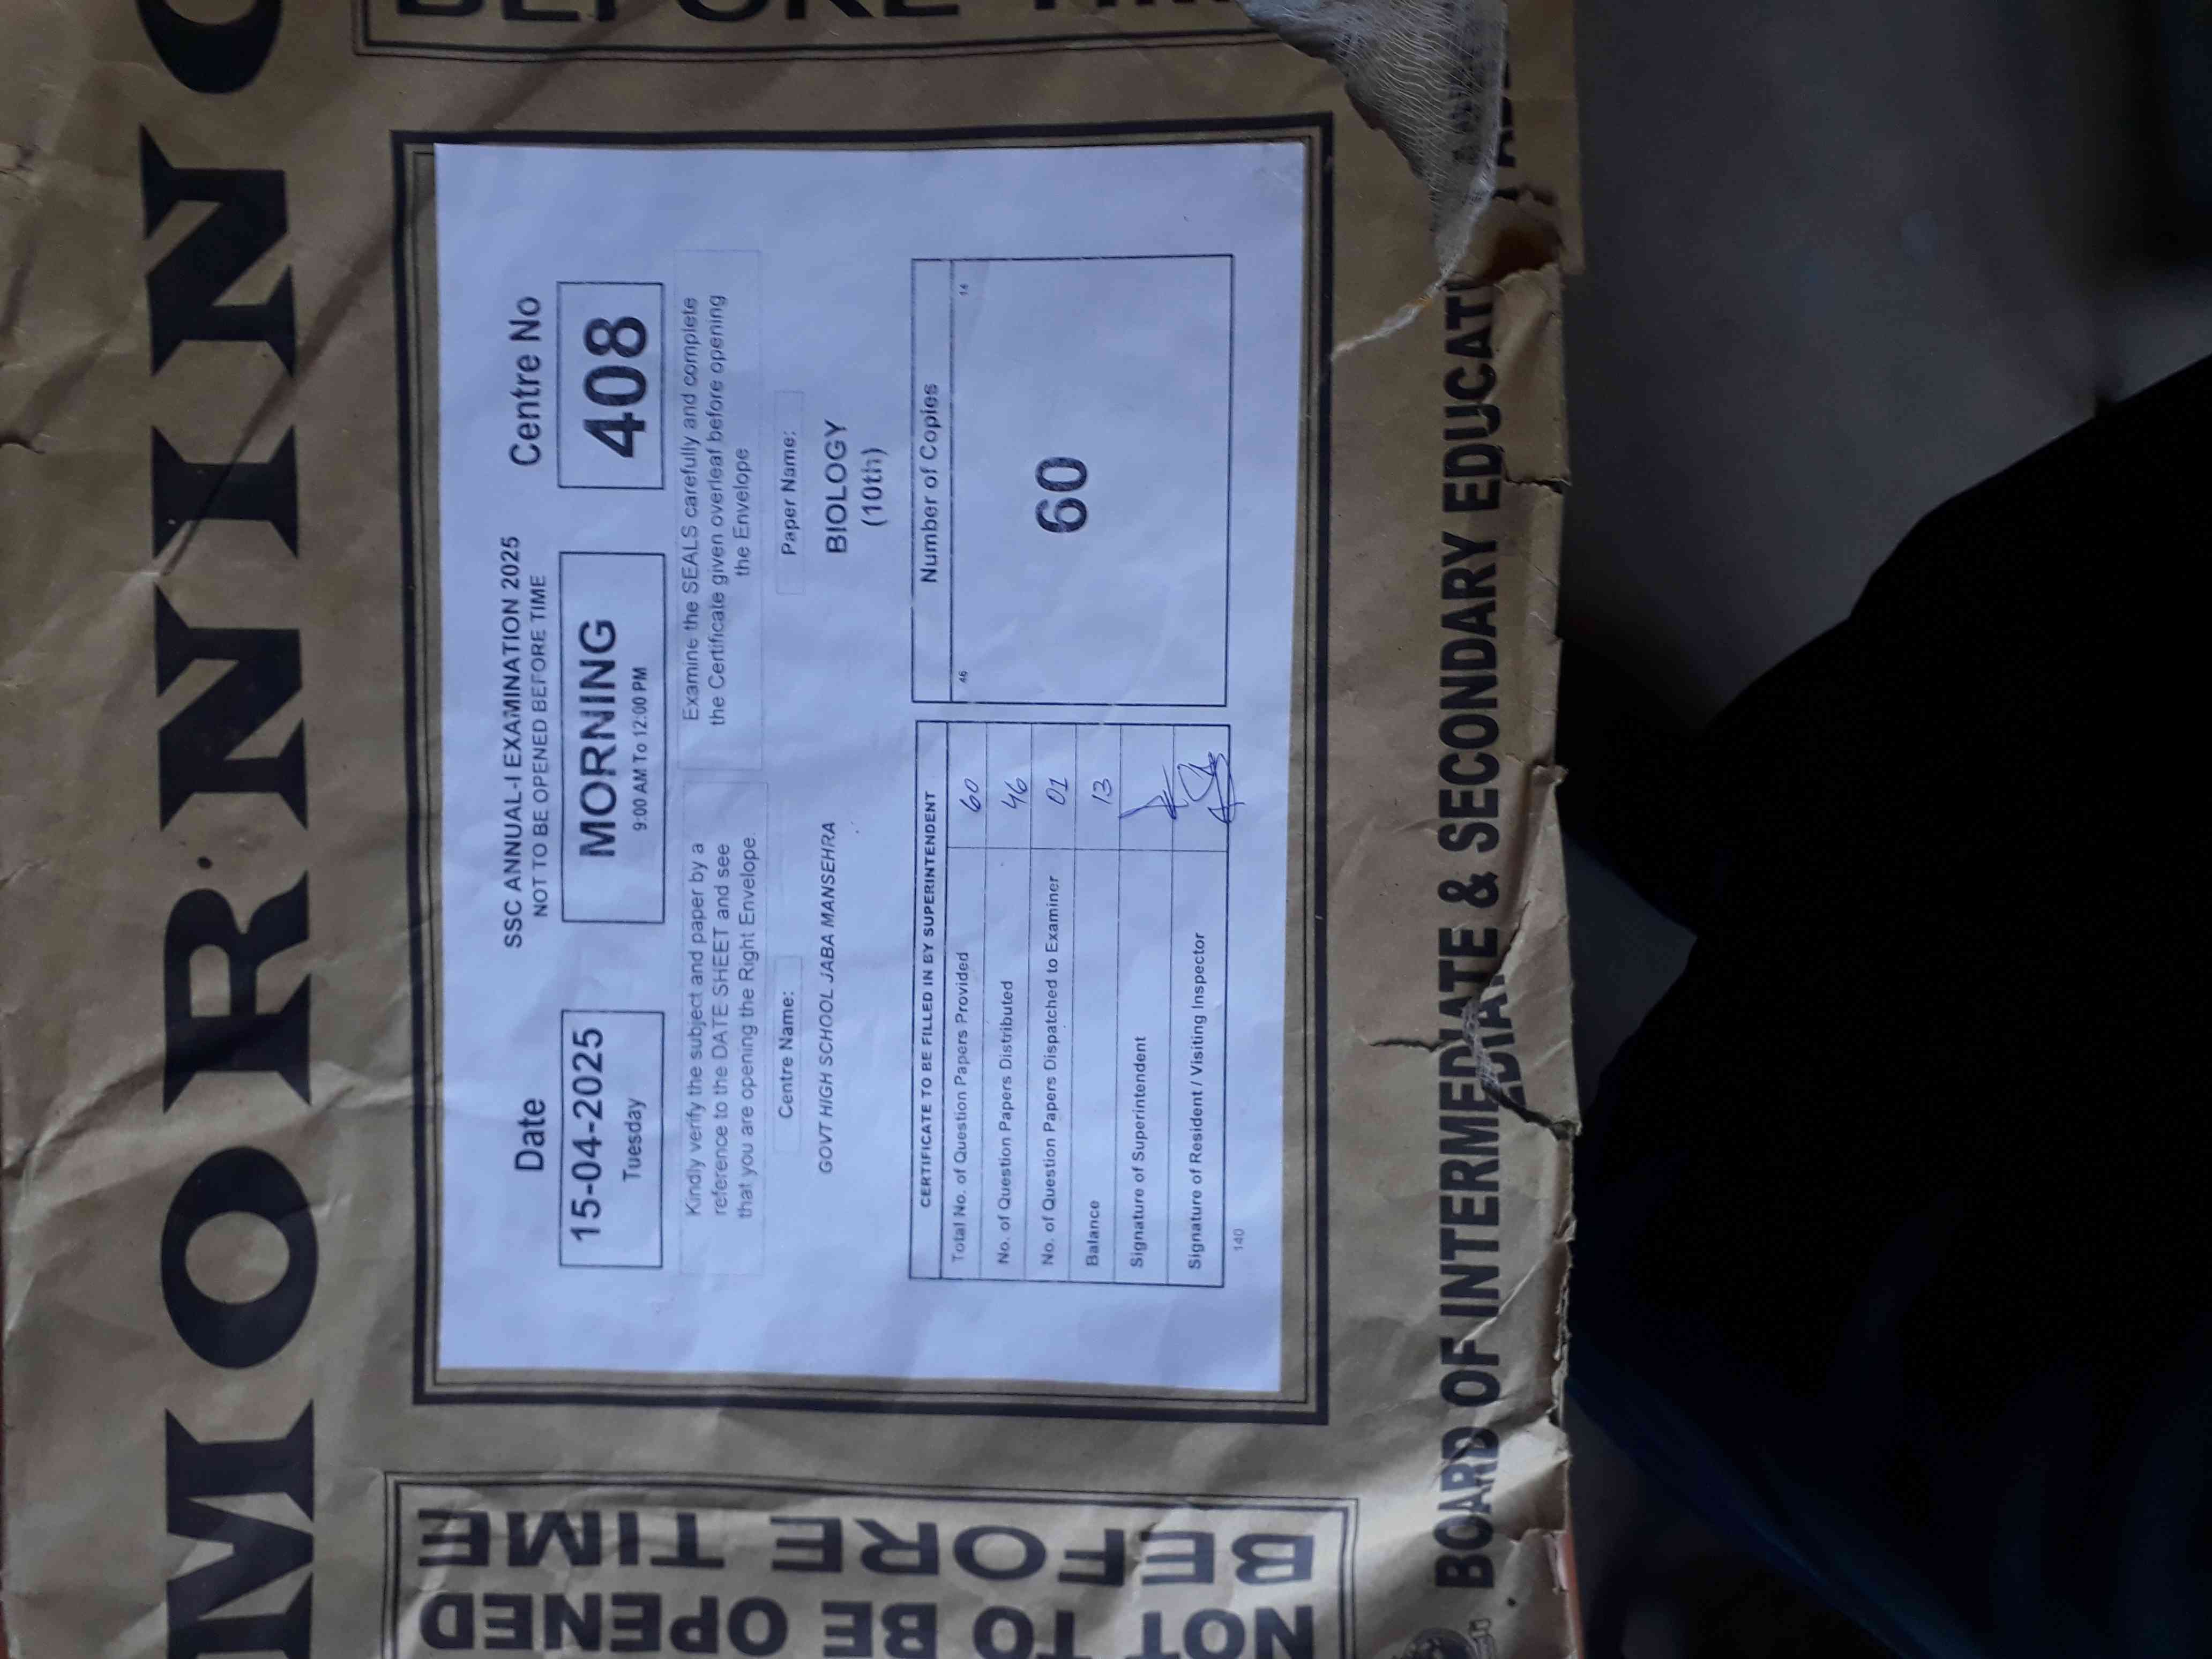 MORNING
BEFORE TIME
NOT TO BE OPENED
BEFORE TIME
SSC ANNUAL-I EXAMINATION 2025
NOT TO BE OPENED BEFORE TIME
Date
15-04-2025
Tuesday
MORNING
9:00 AM To 12:00 PM
Centre No
408
Kindly verify the subject and paper by a
reference to the DATE SHEET and see
that you are opening the Right Envelope
Examine the SEALS carefully and complete
the Certificate given overleaf before opening
the Envelope
Centre Name:
GOVT HIGH SCHOOL JABA MANSEHRA
Paper Name:
BIOLOGY
(10th)
CERTIFICATE TO BE FILLED IN BY SUPERINTENDENT
Total No. of Question Papers Provided 60
No. of Question Papers Distributed 46
No. of Question Papers Dispatched to Examiner 01
Balance 13
Signature of Superintendent
Signature of Resident / Visiting Inspector
140
Number of Copies
46 14
60
BOARD OF INTERMEDIATE & SECONDARY EDUCATI